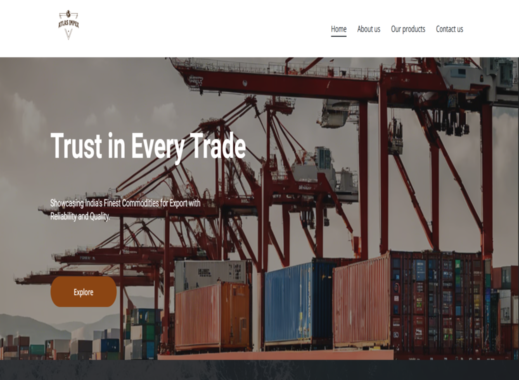 ATLAS IMPEX
Home About us Our products Contact us
Trust in Every Trade
Showcasing India's Finest Commodities for Export with
Reliability and Quality.
Explore